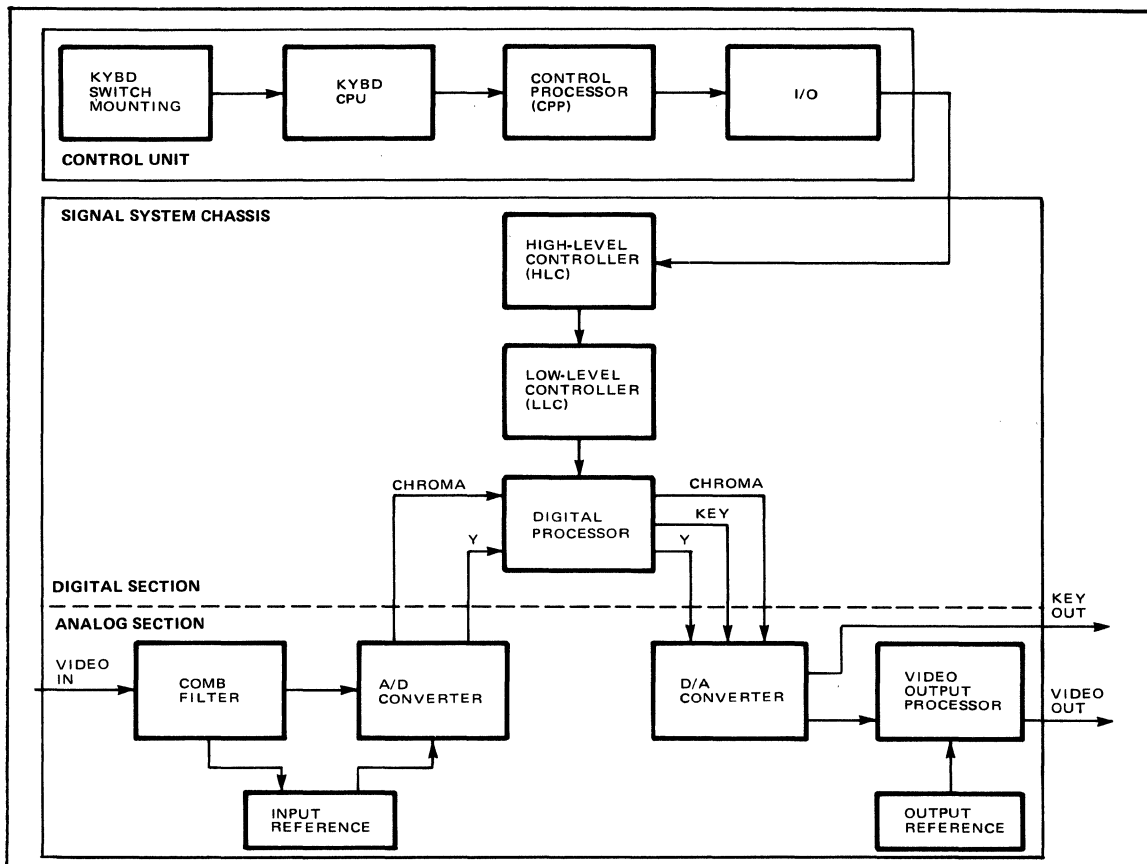 KYBD
SWITCH
MOUNTING
KYBD
CPU
CONTROL
PROCESSOR
(CPP)
I/O
CONTROL UNIT
SIGNAL SYSTEM CHASSIS
HIGH-LEVEL
CONTROLLER
(HLC)
LOW-LEVEL
CONTROLLER
(LLC)
CHROMA
Y
DIGITAL
PROCESSOR
CHROMA
KEY
Y
DIGITAL SECTION
ANALOG SECTION
KEY
OUT
VIDEO
IN
COMB
FILTER
A/D
CONVERTER
D/A
CONVERTER
VIDEO
OUTPUT
PROCESSOR
VIDEO
OUT
INPUT
REFERENCE
OUTPUT
REFERENCE